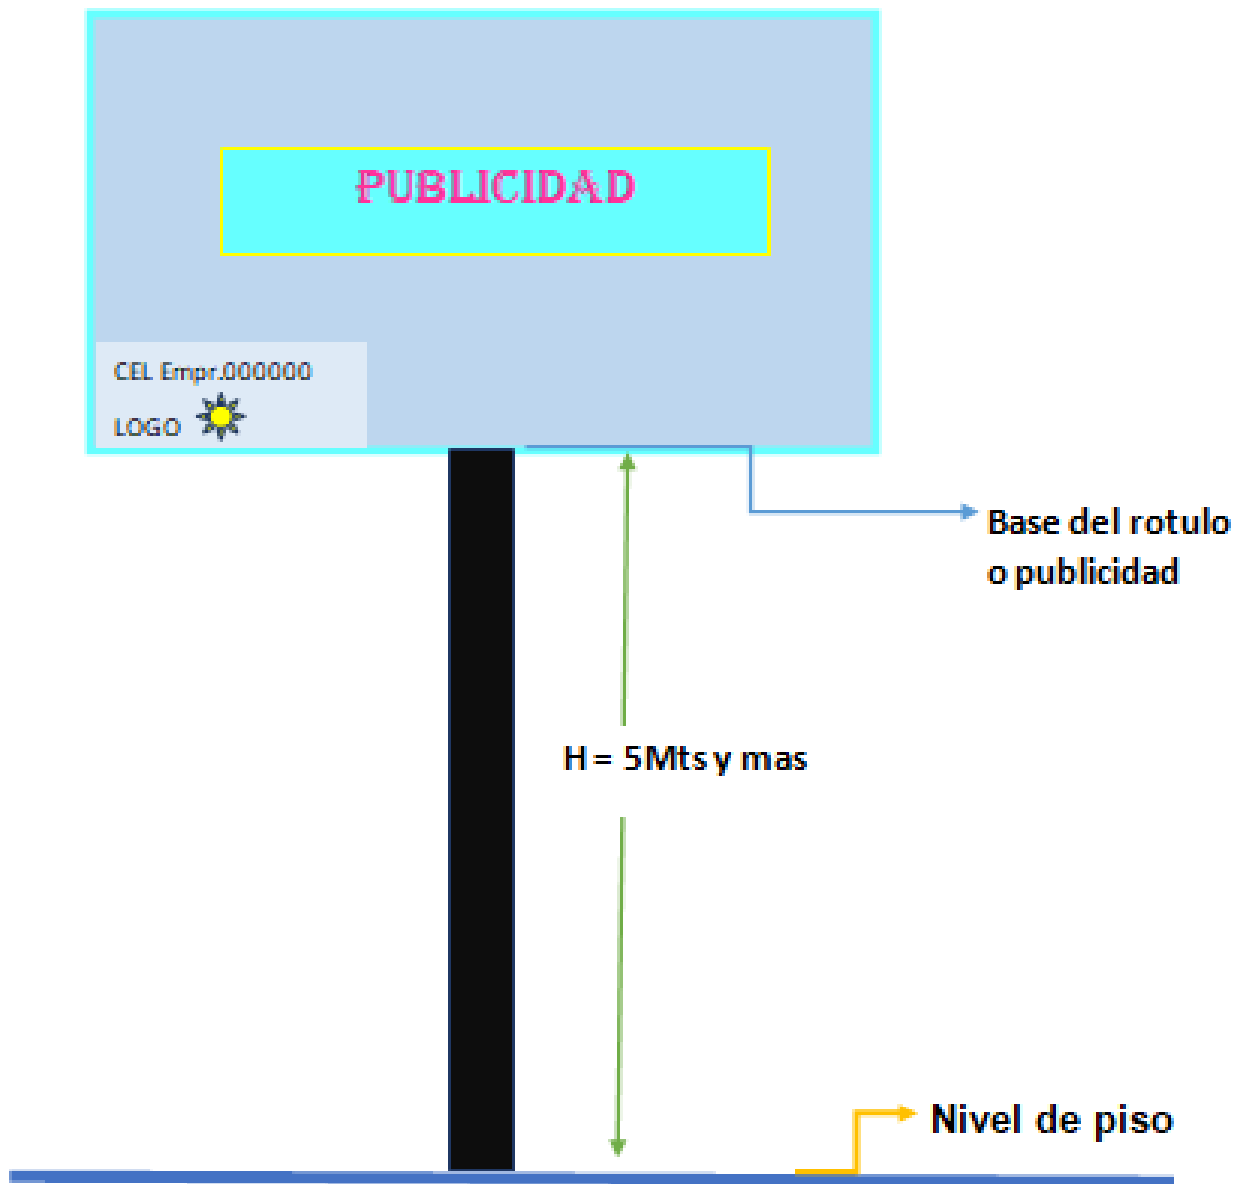 PUBLICIDAD
CEL Empr.000000
LOGO
Base del rotulo
o publicidad
H = 5Mts y mas
Nivel de piso